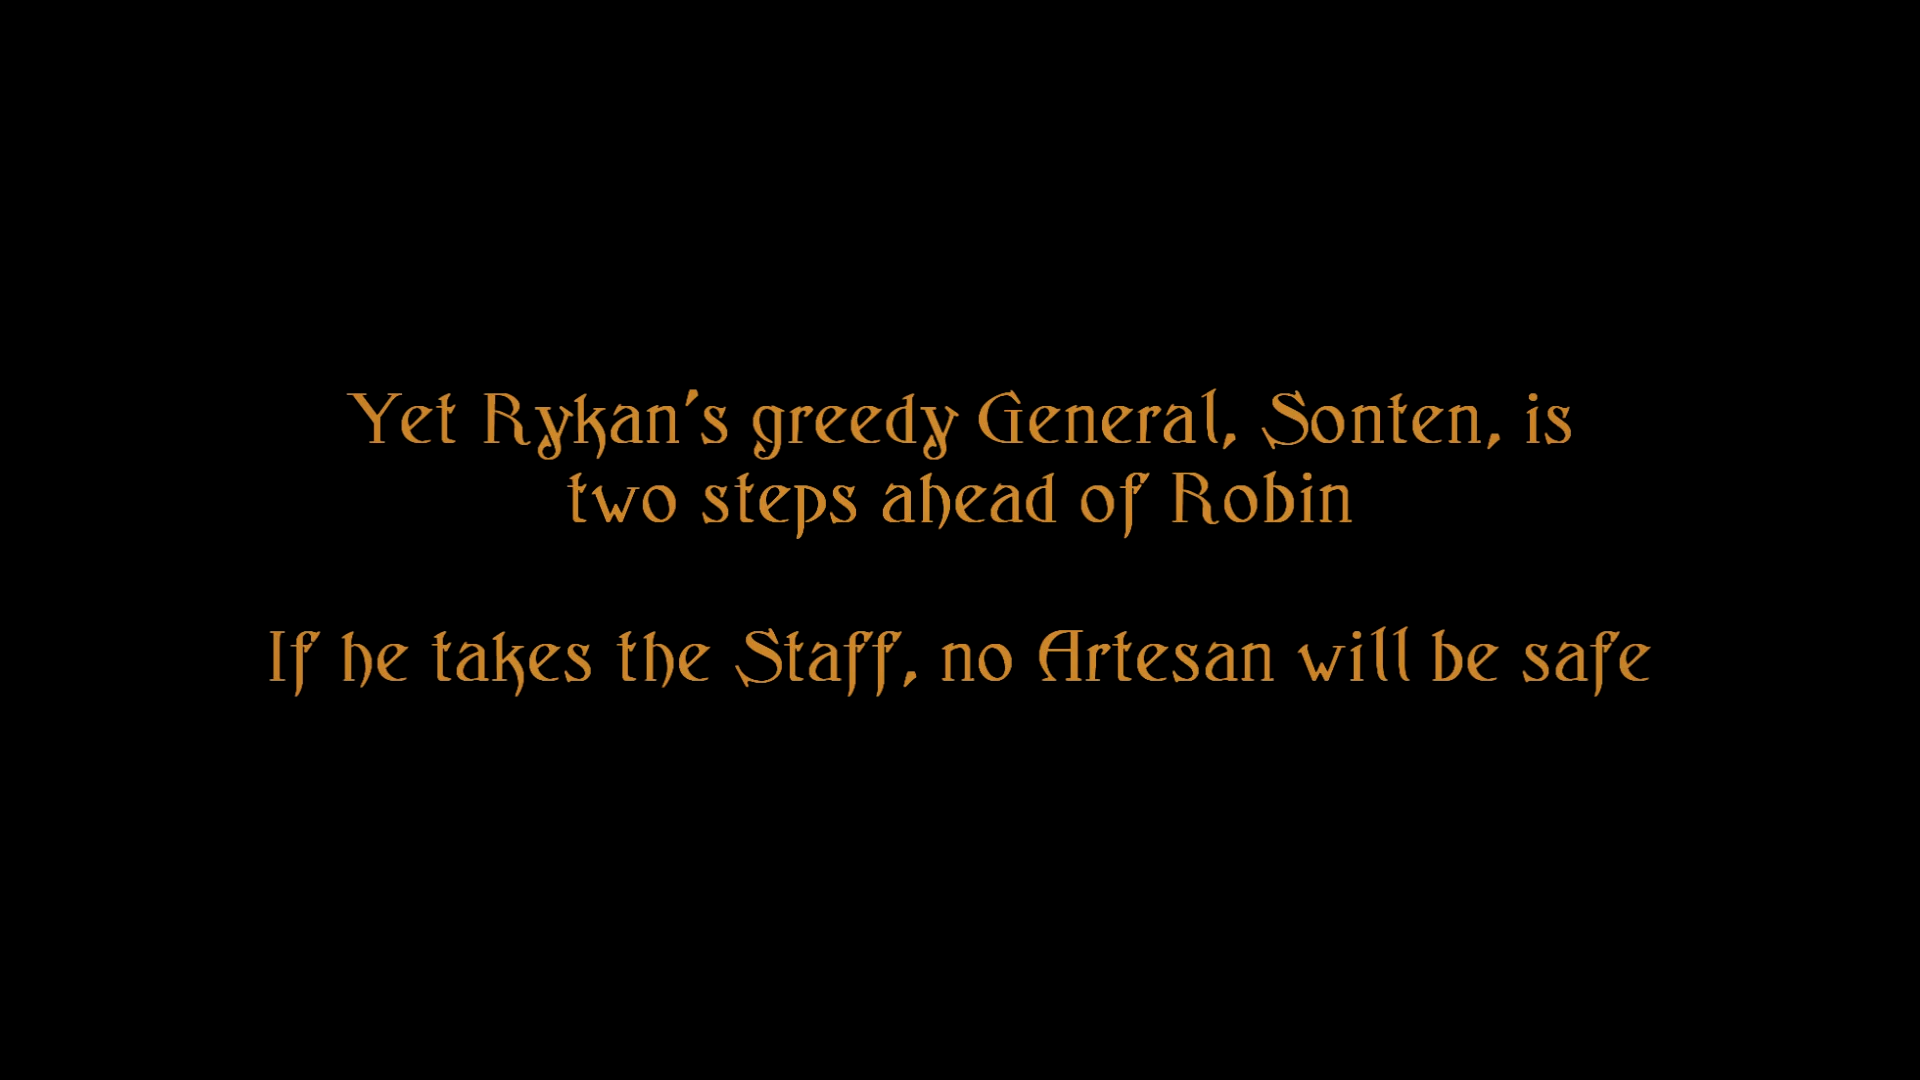 Yet Rykan's greedy General, Sonten, is
two steps ahead of Robin
If he takes the Staff, no Artesan will be safe